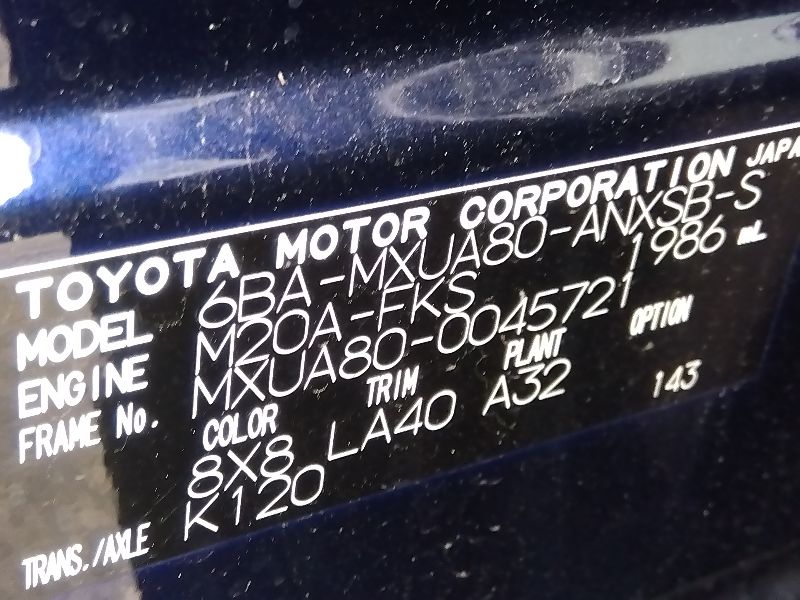 TOYOTA MOTOR CORPORATION JAPA
MODEL 6BA-MXUA80-ANXSB-S
ENGINE M20A-FKS 1986 mL
FRAME No. MXUA80-0045721
COLOR TRIM PLANT OPTION
8X8 LA40 A32 143
TRANS./AXLE K120